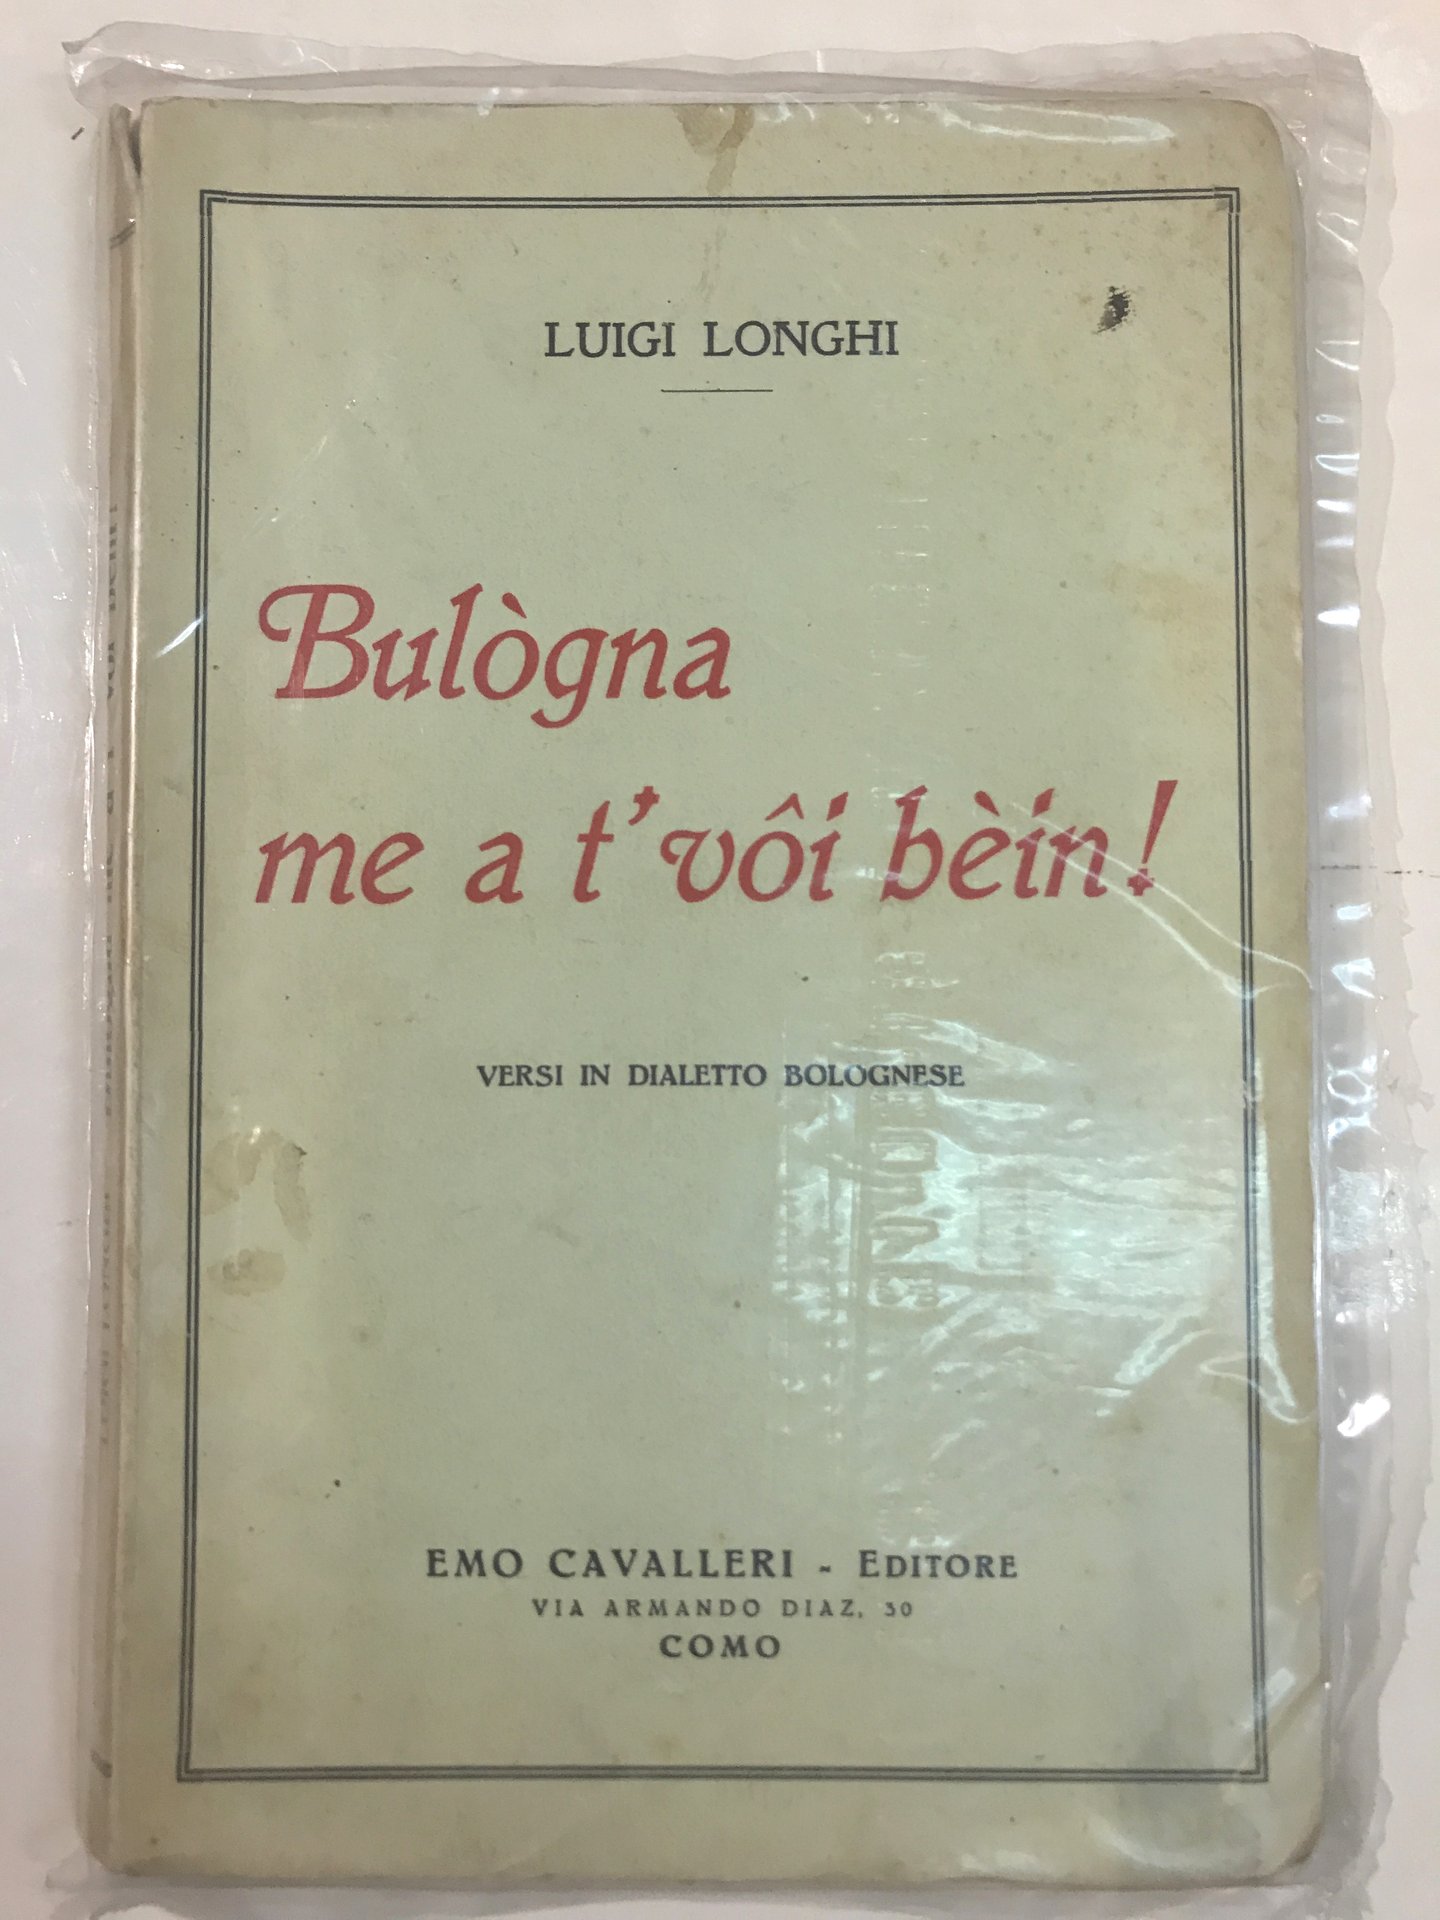 LUIGI LONGHI
Bulògna
me a t'vôi bèin!
VERSI IN DIALETTO BOLOGNESE
EMO CAVALLERI - EDITORE
VIA ARMANDO DIAZ, 30
COMO